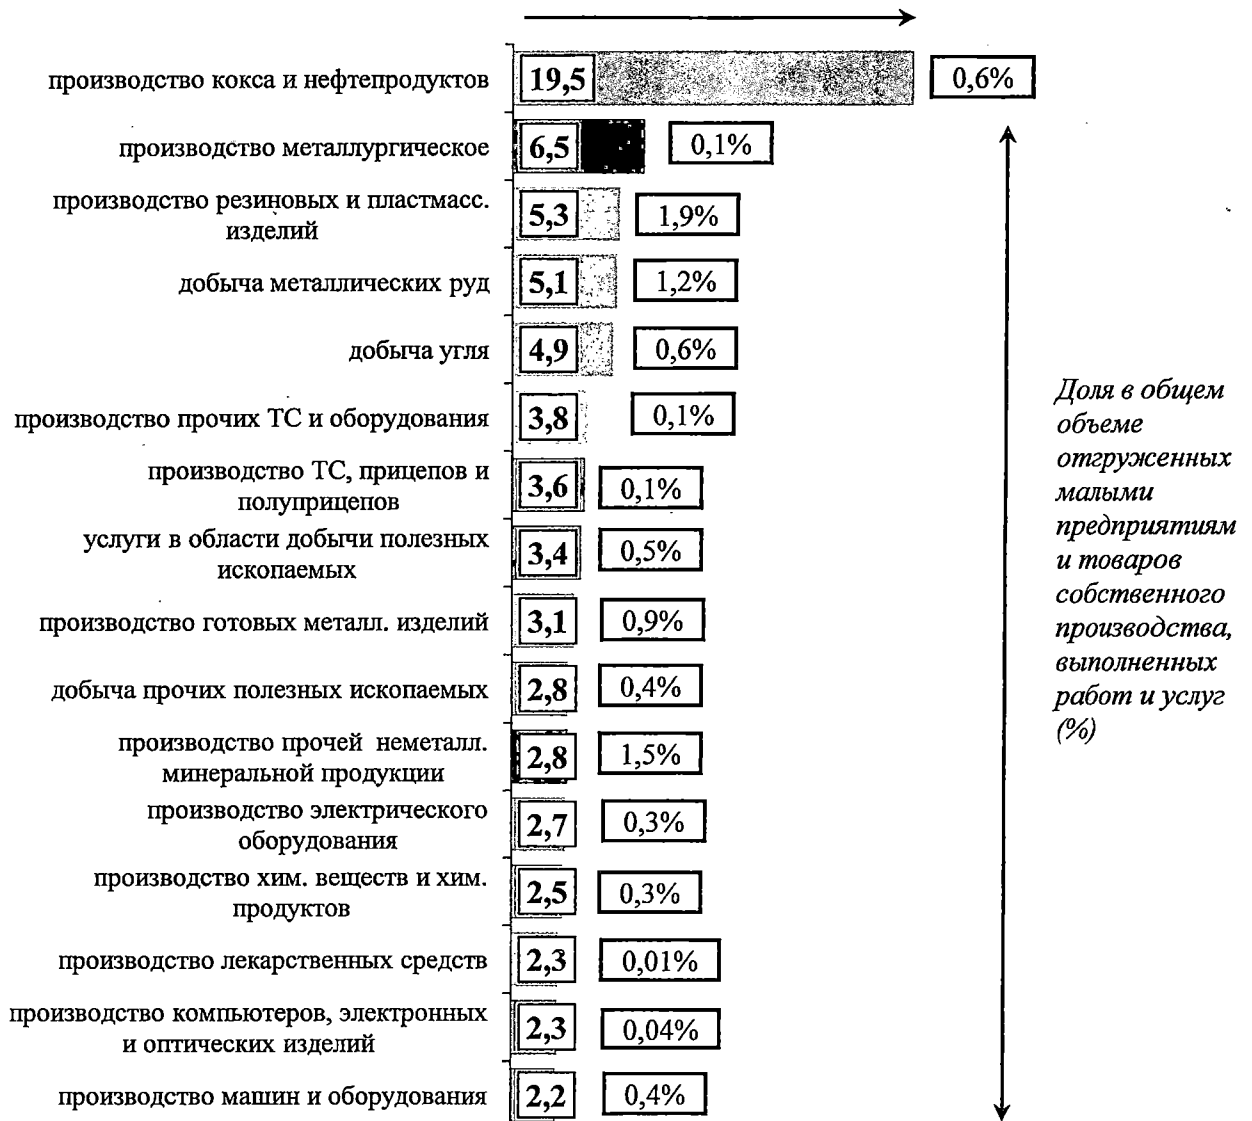 производство кокса и нефтепродуктов
19,5
0,6%
производство металлургическое
6,5
0,1%
производство резиновых и пластмасс.
изделий
5,3
1,9%
добыча металлических руд
5,1
1,2%
добыча угля
4,9
0,6%
производство прочих ТС и оборудования
3,8
0,1%
производство ТС, прицепов и
полуприцепов
3,6
0,1%
услуги в области добычи полезных
ископаемых
3,4
0,5%
производство готовых металл. изделий
3,1
0,9%
добыча прочих полезных ископаемых
2,8
0,4%
производство прочей неметалл.
минеральной продукции
2,8
1,5%
производство электрического
оборудования
2,7
0,3%
производство хим. веществ и хим.
продуктов
2,5
0,3%
производство лекарственных средств
2,3
0,01%
производство компьютеров, электронных
и оптических изделий
2,3
0,04%
производство машин и оборудования
2,2
0,4%
Доля в общем
объеме
отгруженных
малыми
предприятиям
и товаров
собственного
производства,
выполненных
работ и услуг
(%)